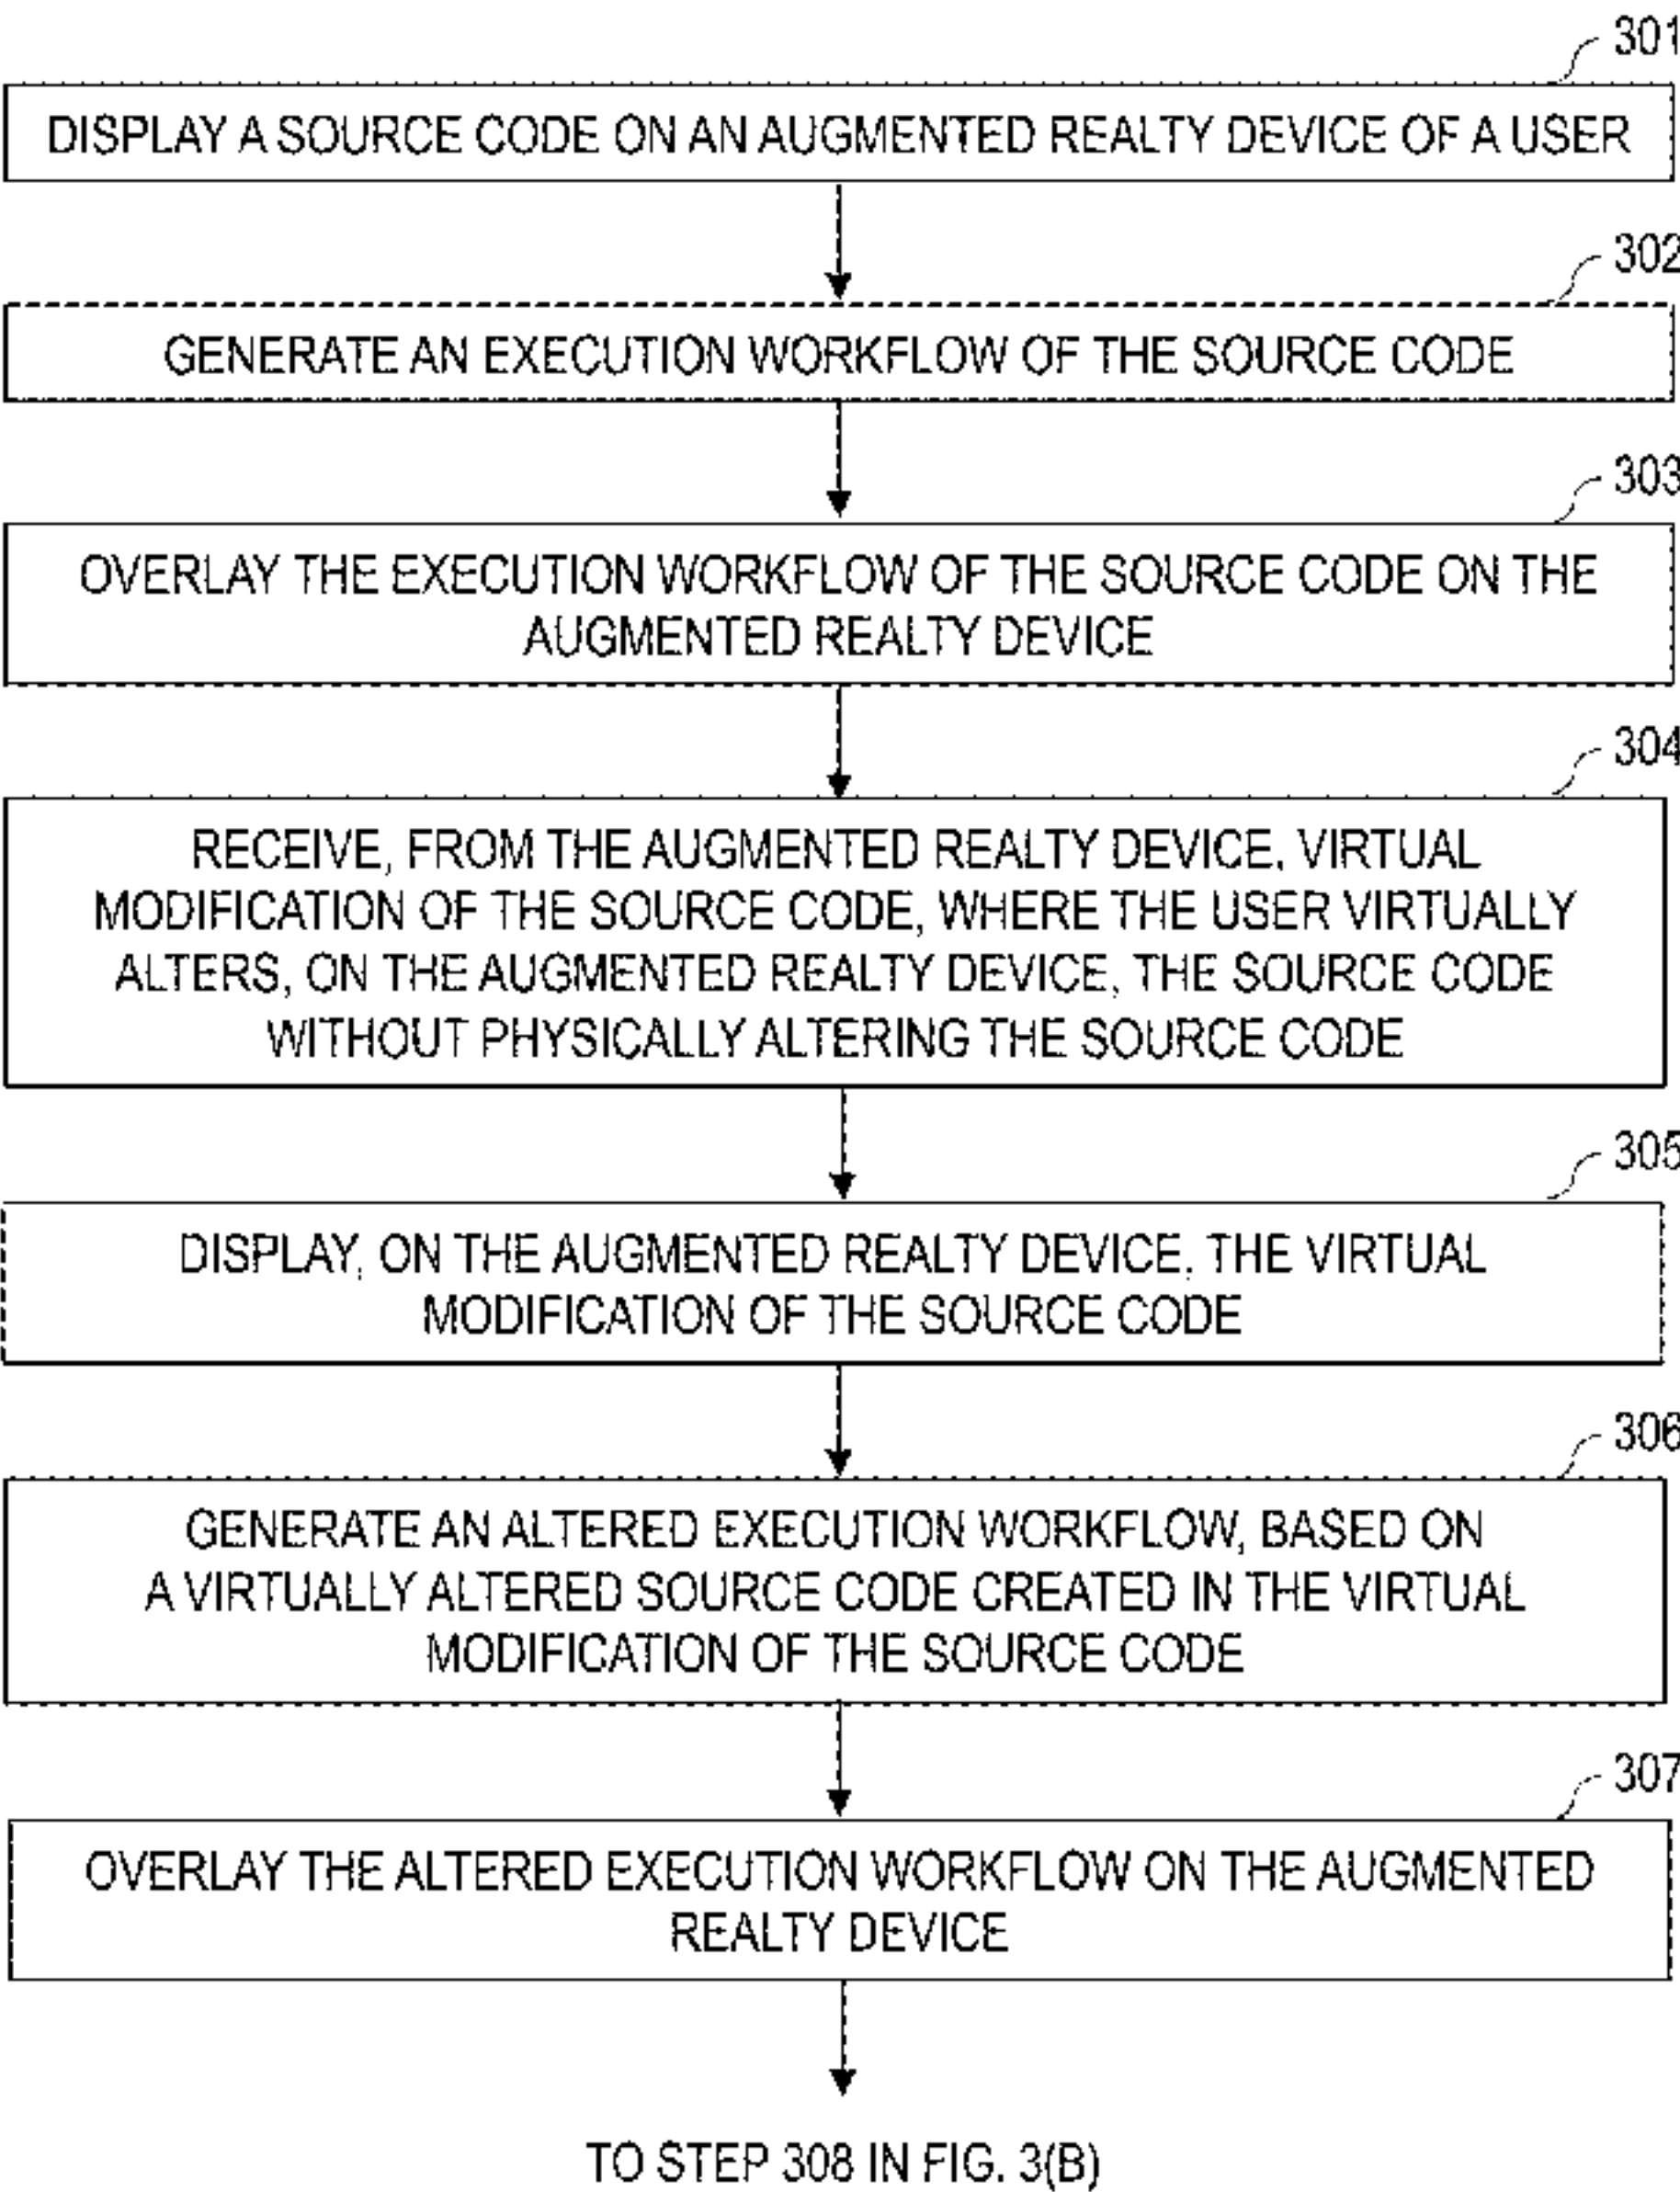 301
DISPLAY A SOURCE CODE ON AN AUGMENTED REALTY DEVICE OF A USER
302
GENERATE AN EXECUTION WORKFLOW OF THE SOURCE CODE
303
OVERLAY THE EXECUTION WORKFLOW OF THE SOURCE CODE ON THE
AUGMENTED REALTY DEVICE
304
RECEIVE, FROM THE AUGMENTED REALTY DEVICE, VIRTUAL
MODIFICATION OF THE SOURCE CODE, WHERE THE USER VIRTUALLY
ALTERS, ON THE AUGMENTED REALTY DEVICE, THE SOURCE CODE
WITHOUT PHYSICALLY ALTERING THE SOURCE CODE
305
DISPLAY, ON THE AUGMENTED REALTY DEVICE, THE VIRTUAL
MODIFICATION OF THE SOURCE CODE
306
GENERATE AN ALTERED EXECUTION WORKFLOW, BASED ON
A VIRTUALLY ALTERED SOURCE CODE CREATED IN THE VIRTUAL
MODIFICATION OF THE SOURCE CODE
307
OVERLAY THE ALTERED EXECUTION WORKFLOW ON THE AUGMENTED
REALTY DEVICE
TO STEP 308 IN FIG. 3(B)